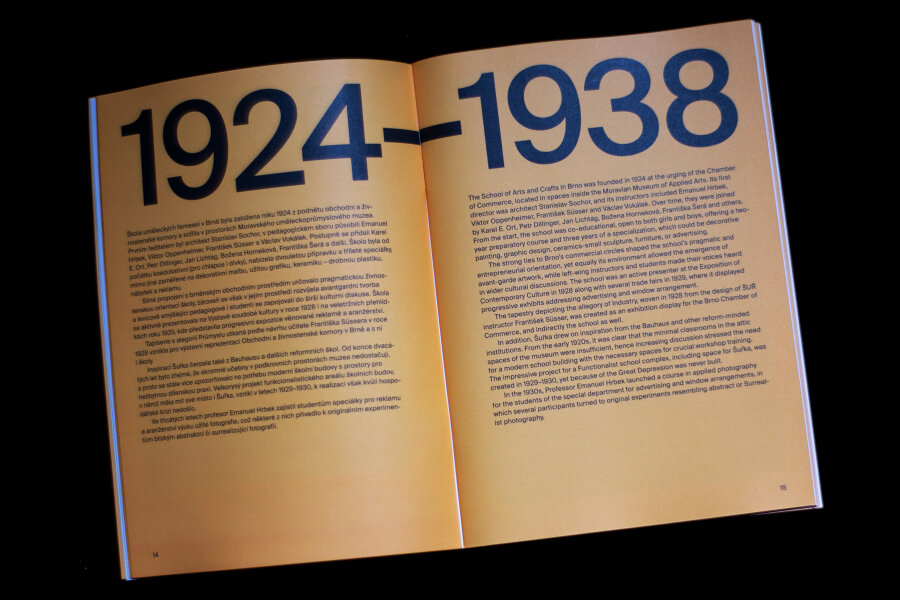 1924—1938
Škola uměleckých řemesel v Brně byla založena roku 1924 z podnětu obchodní a živ-
nostenské komory a sídlila v prostorách Moravského uměleckoprůmyslového muzea.
Prvním ředitelem byl architekt Stanislav Sochor, v pedagogickém sboru působili Emanuel
Hrbek, Viktor Oppenheimer, František Süsser a Václav Vokálek. Postupně se přidali Karel
E. Ort, Petr Dillinger, Jan Lichtág, Božena Horneková, Františka Šerá a další. Škola byla od
počátku koedukativní (pro chlapce i dívky), nabízela dvouletou přípravku a tříleté speciálky,
mimo jiné zaměřené na dekorativní malbu, užitou grafiku, keramiku – drobnou plastiku,
nábytek a reklamu.
Silné propojení s brněnským obchodním prostředím určovalo pragmatickou živnos-
tenskou orientaci školy, zároveň se však v jejím prostředí rozvíjela avantgardní tvorba
a levicově smýšlející pedagogové i studenti se zapojovali do širší kulturní diskuse. Škola
se aktivně prezentovala na Výstavě soudobé kultury v roce 1928 i na veletržních přehlíd-
kách roku 1929, kde představila progresivní expozice věnované reklamě a aranžérství.
Tapiserie s alegorií Průmyslu utkaná podle návrhu učitele Františka Süssera v roce
1928 vznikla pro výstavní reprezentaci Obchodní a živnostenské komory v Brně a s ní
i školy.
Inspirací Šufka čerpala také z Bauhausu a dalších reformních škol. Od konce dvacá-
tých let bylo zřejmé, že skromné učebny v podkrovních prostorách muzea nedostačují,
a proto se stále více upozorňovalo na potřebu moderní školní budovy s prostory pro
nezbytnou dílenskou práci. Velkorysý projekt funkcionalistického areálu školních budov,
v němž měla mít své místo i Šufka, vznikl v letech 1929–1930, k realizaci však kvůli hospo-
dářské krizi nedošlo.
Ve třicátých letech profesor Emanuel Hrbek zajistil studentům speciálky pro reklamu
a aranžérství výuku užité fotografie, což některé z nich přivedlo k originálním experimen-
tům blízkým abstraktní či surrealizující fotografii.
14
The School of Arts and Crafts in Brno was founded in 1924 at the urging of the Chamber
of Commerce, located in spaces inside the Moravian Museum of Applied Arts. Its first
director was architect Stanislav Sochor, and its instructors included Emanuel Hrbek,
Viktor Oppenheimer, František Süsser and Václav Vokálek. Over time, they were joined
by Karel E. Ort, Petr Dillinger, Jan Lichtág, Božena Horneková, Františka Šerá and others.
From the start, the school was co-educational, open to both girls and boys, offering a two-
year preparatory course and three years of a specialization, which could be decorative
painting, graphic design, ceramics-small sculpture, furniture, or advertising.
The strong ties to Brno's commercial circles shaped the school's pragmatic and
entrepreneurial orientation, yet equally its environment allowed the emergence of
avant-garde artwork, while left-wing instructors and students made their voices heard
in wider cultural discussions. The school was an active presenter at the Exposition of
Contemporary Culture in 1928 along with several trade fairs in 1929, where it displayed
progressive exhibits addressing advertising and window arrangement.
The tapestry depicting the allegory of Industry, woven in 1928 from the design of ŠUŘ
instructor František Süsser, was created as an exhibition display for the Brno Chamber of
Commerce, and indirectly the school as well.
In addition, Šufka drew on inspiration from the Bauhaus and other reform-minded
institutions. From the early 1920s, it was clear that the minimal classrooms in the attic
spaces of the museum were insufficient, hence increasing discussion stressed the need
for a modern school building with the necessary spaces for crucial workshop training.
The impressive project for a Functionalist school complex, including space for Šufka, was
created in 1929–1930, yet because of the Great Depression was never built.
In the 1930s, Professor Emanuel Hrbek launched a course in applied photography
for the students of the special department for advertising and window arrangements, in
which several participants turned to original experiments resembling abstract or Surreal-
ist photography.
15